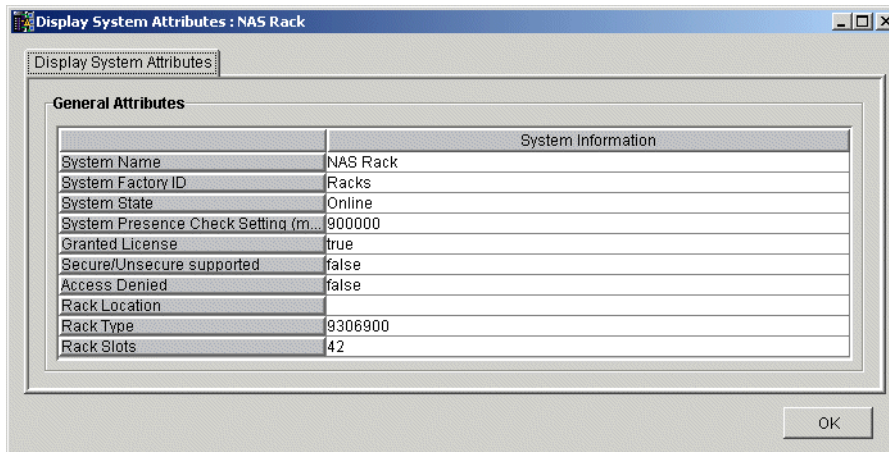 Display System Attributes : NAS Rack
Display System Attributes
General Attributes
System Information
System Name NAS Rack
System Factory ID Racks
System State Online
System Presence Check Setting (m... 900000
Granted License true
Secure/Unsecure supported false
Access Denied false
Rack Location
Rack Type 9306900
Rack Slots 42
OK